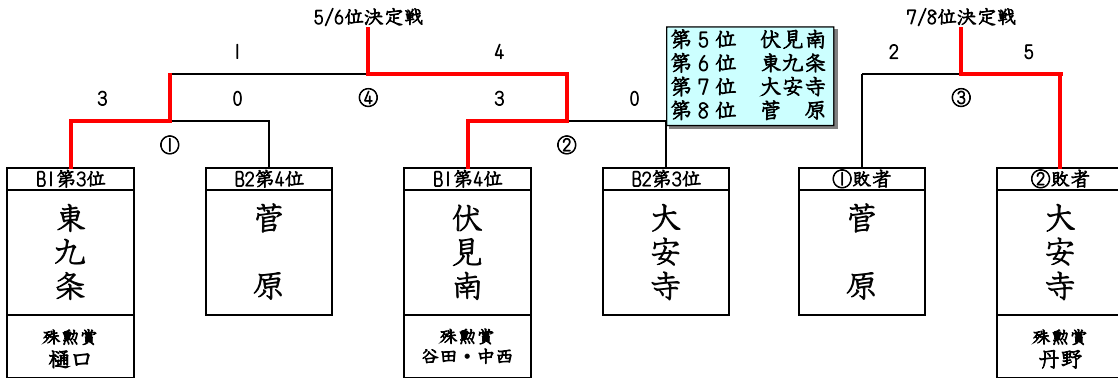 5/6位決定戦
7/8位決定戦
第5位 伏見南
第6位 東九条
第7位 大安寺
第8位 菅 原
1 4
2 5
3 0
④
3 0
③
①
②
B1第3位
B2第4位
B1第4位
B2第3位
①敗者
②敗者
東九条
菅 原
伏見南
大安寺
菅 原
大安寺
殊勲賞
樋口
殊勲賞
谷田・中西
殊勲賞
丹野